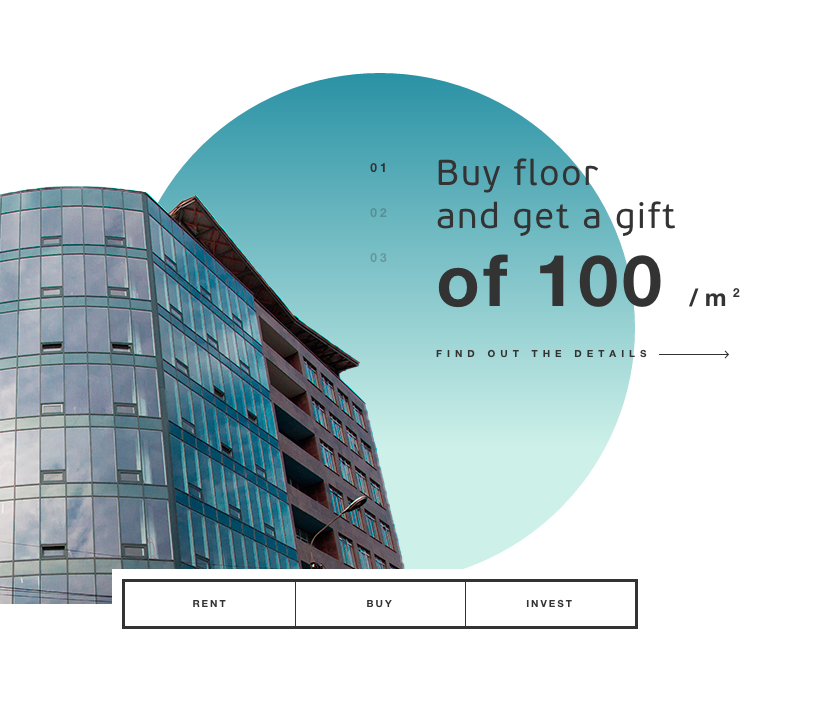 01
02
03
Buy floor
and get a gift
of 100 / m²
FIND OUT THE DETAILS
RENT
BUY
INVEST